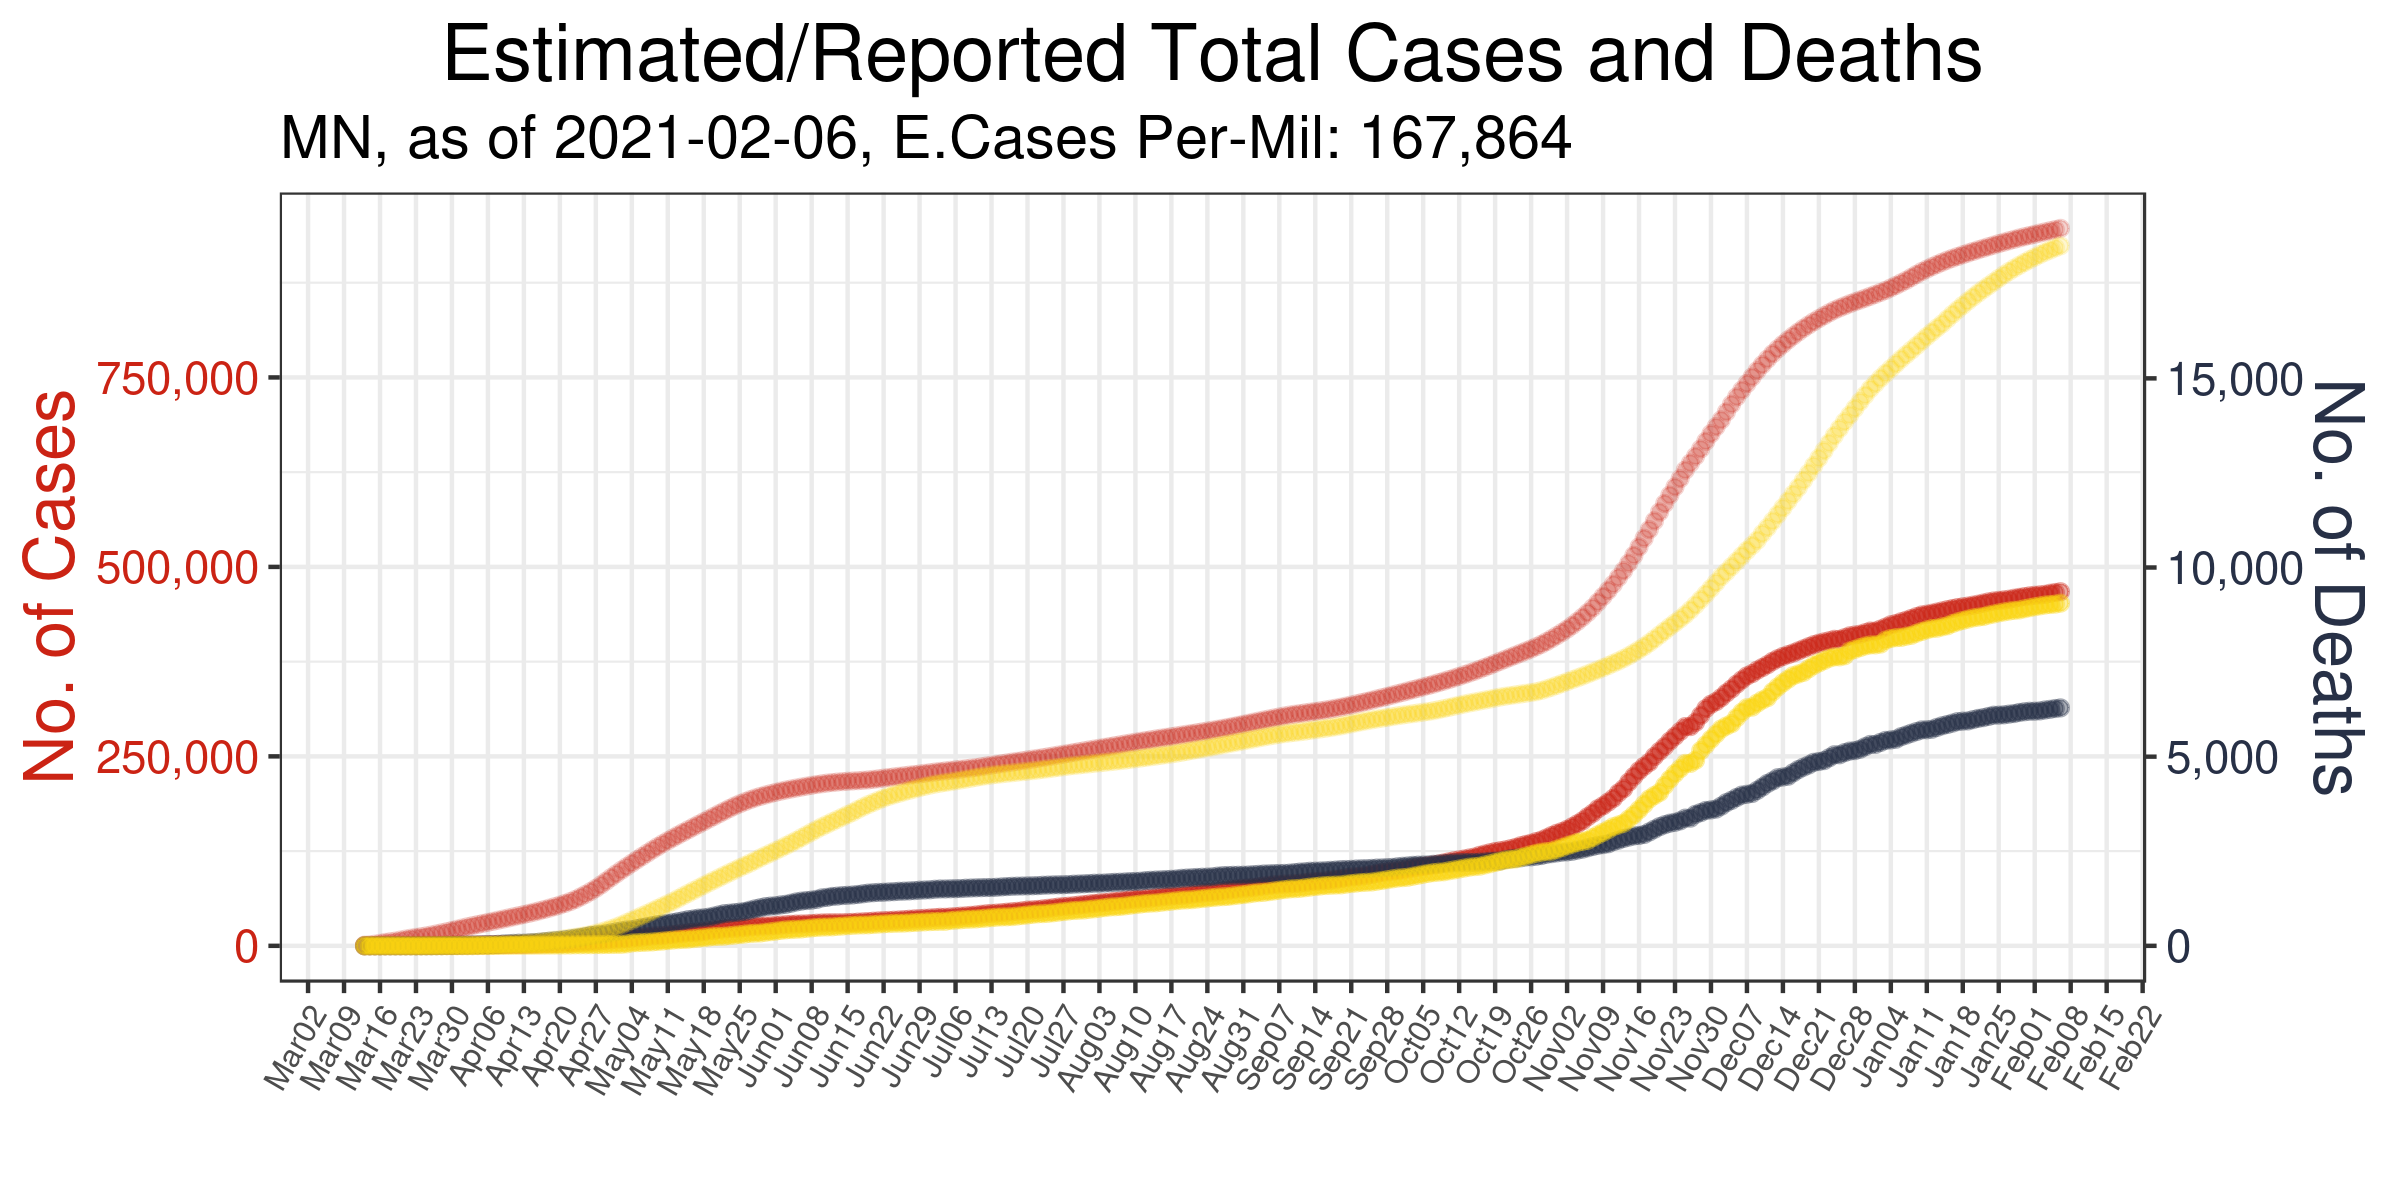 Estimated/Reported Total Cases and Deaths
MN, as of 2021-02-06, E.Cases Per-Mil: 167,864
No. of Cases
750,000
500,000
250,000
0
15,000
10,000
5,000
0
No. of Deaths
Mar02 Mar09 Mar16 Mar23 Mar30 Apr06 Apr13 Apr20 Apr27 May04 May11 May18 May25 Jun01 Jun08 Jun15 Jun22 Jun29 Jul06 Jul13 Jul20 Jul27 Aug03 Aug10 Aug17 Aug24 Aug31 Sep07 Sep14 Sep21 Sep28 Oct05 Oct12 Oct19 Oct26 Nov02 Nov09 Nov16 Nov23 Nov30 Dec07 Dec14 Dec21 Dec28 Jan04 Jan11 Jan18 Jan25 Feb01 Feb08 Feb15 Feb22